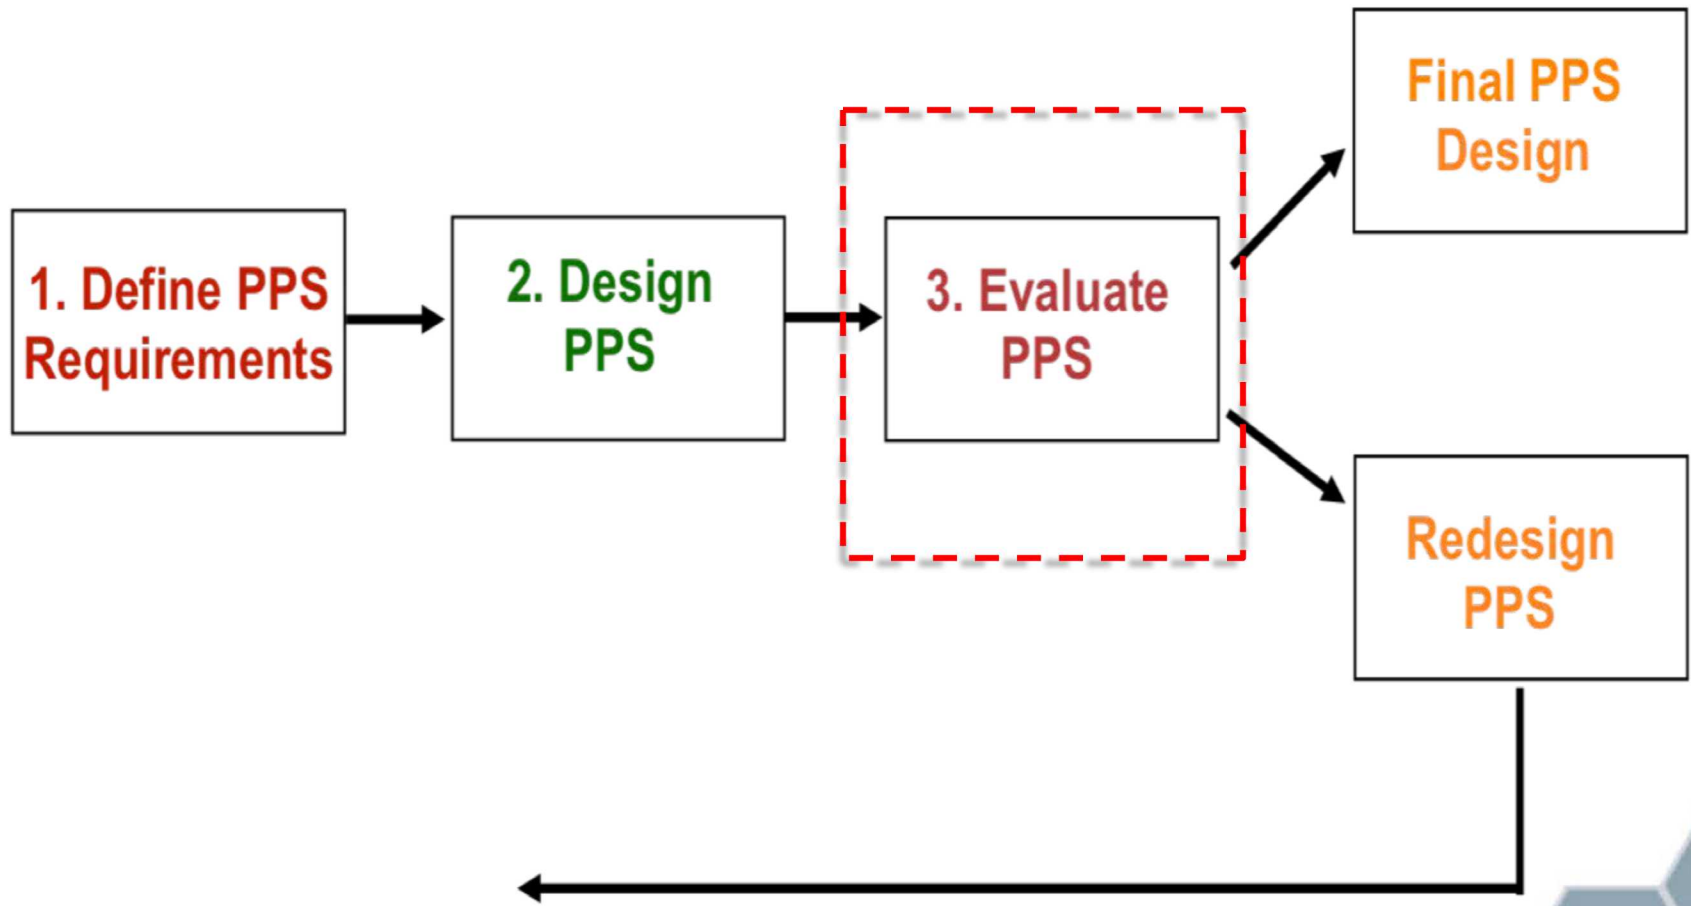 1. Define PPS
Requirements
2. Design
PPS
3. Evaluate
PPS
Final PPS
Design
Redesign
PPS